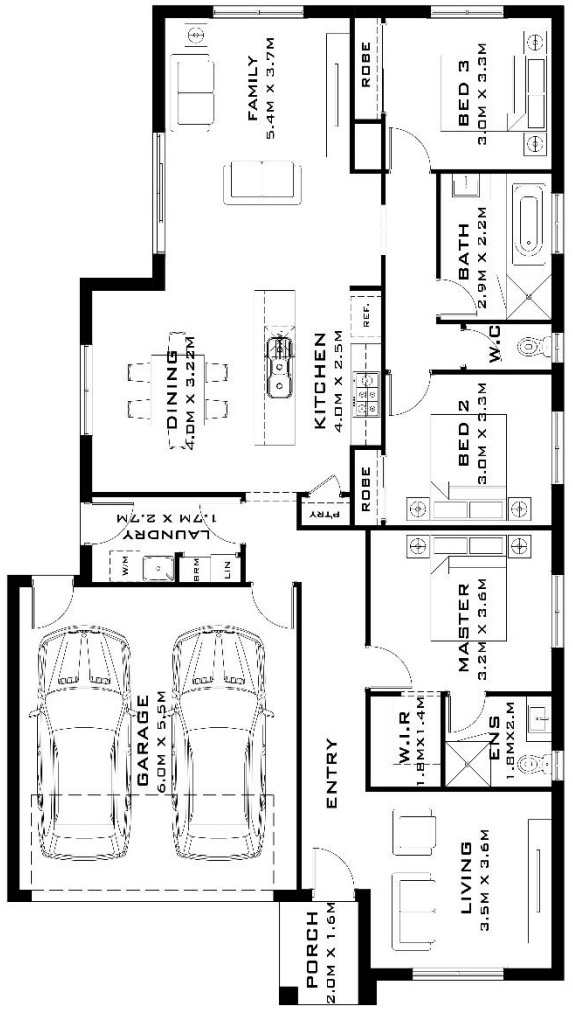 FAMILY
5.4M X 3.7M
ROBE
BED 3
3.0M X 3.3M
BATH
2.9M X 2.2M
W.C
REF.
KITCHEN
4.0M X 2.5M
DINING
4.0M X 3.22M
BED 2
3.0M X 3.3M
ROBE
P'TRY
LAUNDRY
1.7M X 2.7M
W/M
BRM
LIN
MASTER
3.2M X 3.6M
W.I.R
1.8MX1.4M
ENS
1.8MX2.M
GARAGE
6.0M X 5.5M
ENTRY
LIVING
3.5M X 3.6M
PORCH
2.0M X 1.6M